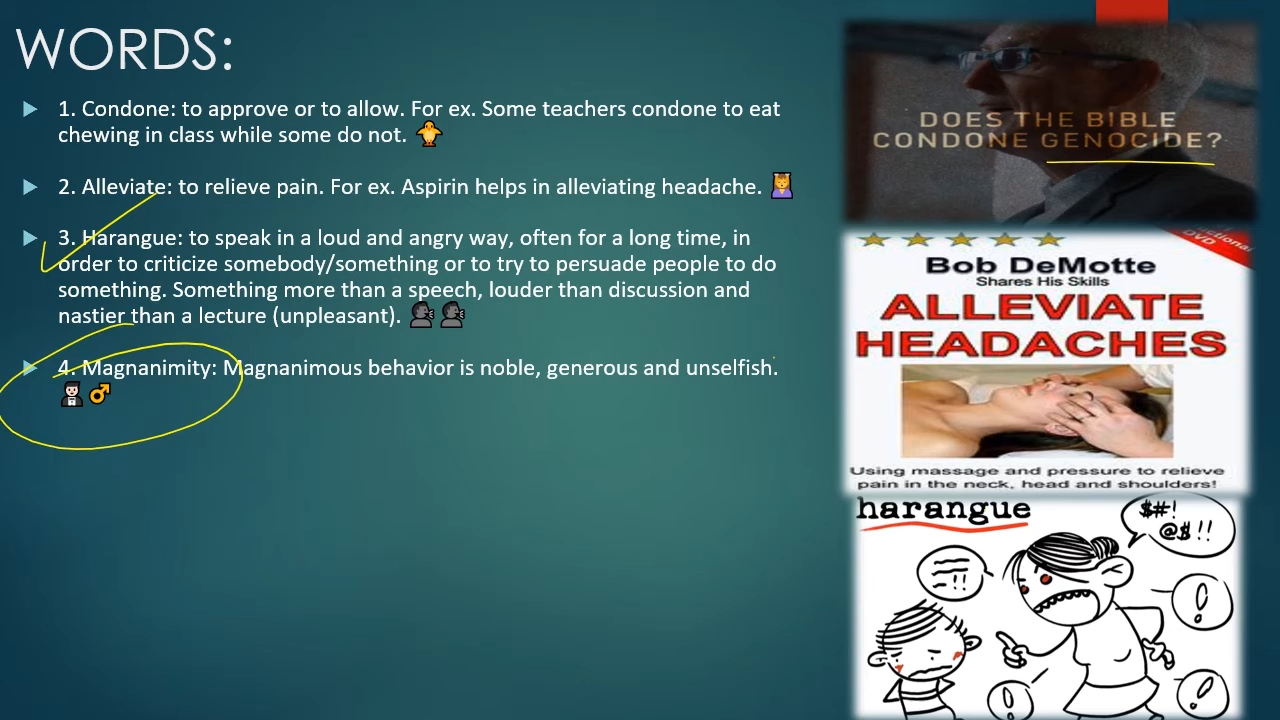 WORDS:
1. Condone: to approve or to allow. For ex. Some teachers condone to eat
chewing in class while some do not.
2. Alleviate: to relieve pain. For ex. Aspirin helps in alleviating headache.
3. Harangue: to speak in a loud and angry way, often for a long time, in
order to criticize somebody/something or to try to persuade people to do
something. Something more than a speech, louder than discussion and
nastier than a lecture (unpleasant).
4. Magnanimity: Magnanimous behavior is noble, generous and unselfish.
DOES THE BIBLE
CONDONE GENOCIDE?
DVD
Bob DeMotte
Shares His Skills
ALLEVIATE
HEADACHES
Using massage and pressure to relieve
pain in the neck, head and shoulders!
harangue
$#!
@$!!
!!
!
!
!